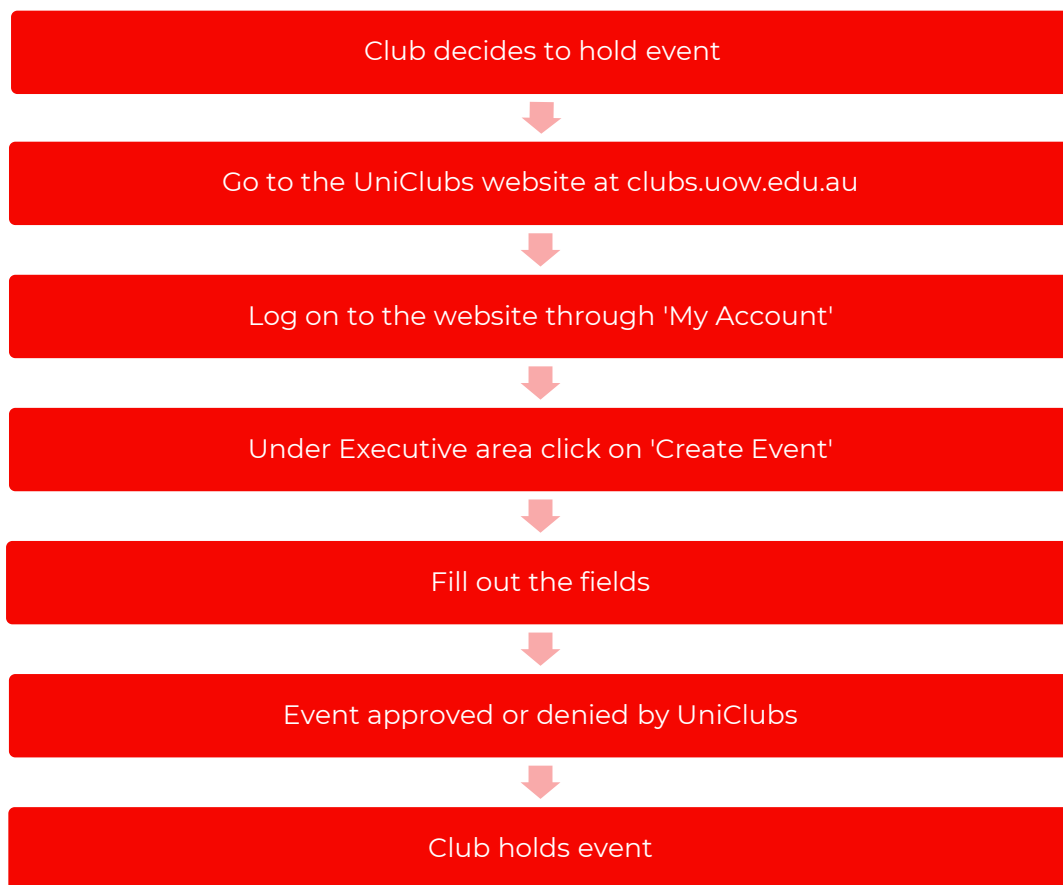 Club decides to hold event
Go to the UniClubs website at clubs.uow.edu.au
Log on to the website through 'My Account'
Under Executive area click on 'Create Event'
Fill out the fields
Event approved or denied by UniClubs
Club holds event